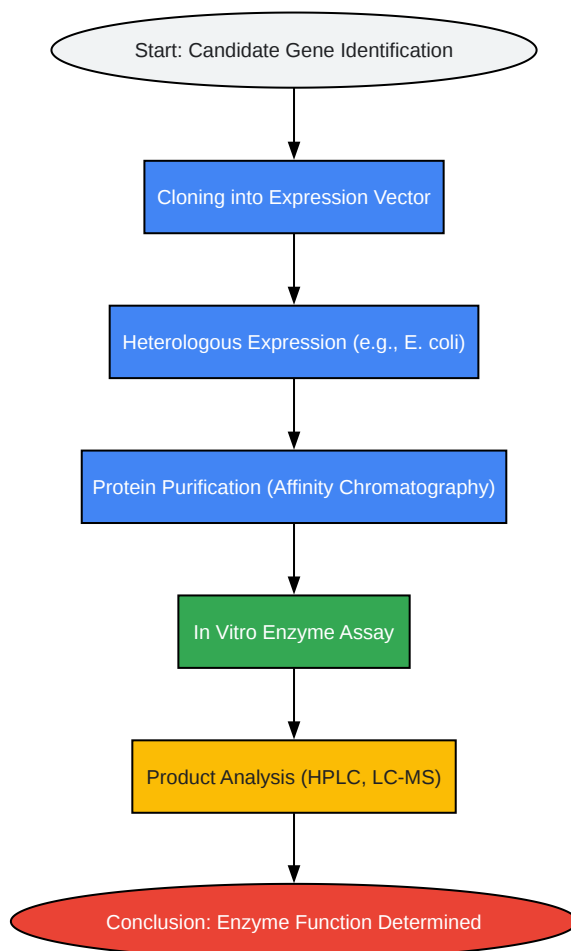 Start: Candidate Gene Identification
Cloning into Expression Vector
Heterologous Expression (e.g., E. coli)
Protein Purification (Affinity Chromatography)
In Vitro Enzyme Assay
Product Analysis (HPLC, LC-MS)
Conclusion: Enzyme Function Determined